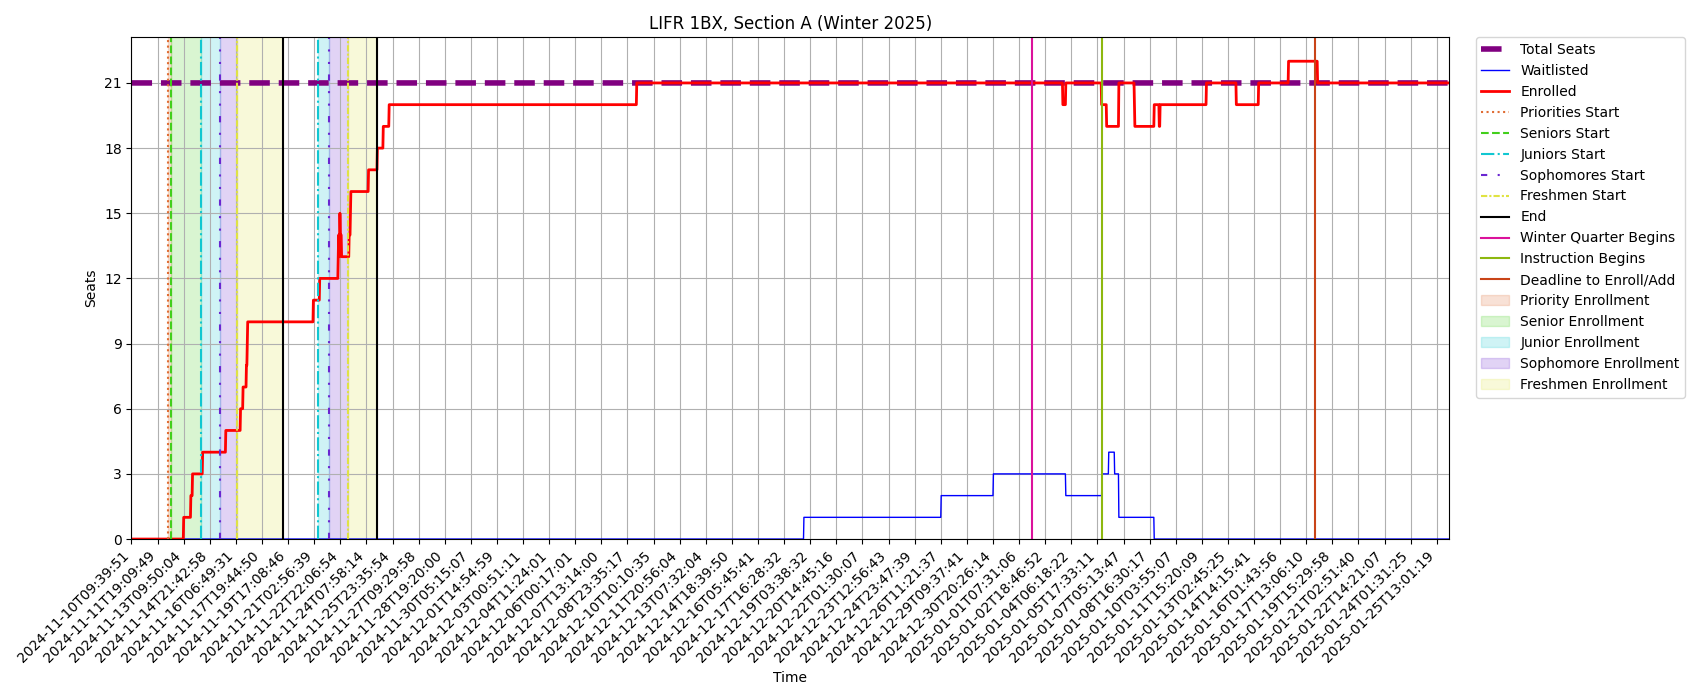 LIFR 1BX, Section A (Winter 2025)
Seats
21
18
15
12
9
6
3
0
2024-11-10T09:39:51
2024-11-11T19:09:49
2024-11-13T09:50:04
2024-11-14T21:42:58
2024-11-16T06:49:31
2024-11-17T19:44:50
2024-11-19T17:08:46
2024-11-21T02:56:39
2024-11-22T22:06:54
2024-11-24T07:58:14
2024-11-25T23:35:54
2024-11-27T09:29:58
2024-11-28T19:20:00
2024-11-30T05:15:07
2024-12-01T14:54:59
2024-12-03T00:51:11
2024-12-04T11:24:01
2024-12-06T00:17:01
2024-12-07T13:14:00
2024-12-08T23:35:17
2024-12-10T10:10:35
2024-12-11T20:56:04
2024-12-13T07:32:04
2024-12-14T18:39:50
2024-12-16T05:45:41
2024-12-17T16:28:32
2024-12-19T03:38:32
2024-12-20T14:45:16
2024-12-22T01:30:07
2024-12-23T12:56:43
2024-12-24T23:47:39
2024-12-26T11:21:37
2024-12-29T09:37:41
2024-12-30T20:26:14
2025-01-01T07:31:06
2025-01-02T18:46:52
2025-01-04T06:18:22
2025-01-05T17:33:11
2025-01-07T05:13:47
2025-01-08T16:30:17
2025-01-10T03:55:07
2025-01-11T15:20:09
2025-01-13T02:45:25
2025-01-14T14:15:41
2025-01-16T01:43:56
2025-01-17T13:06:10
2025-01-19T15:29:58
2025-01-21T02:51:40
2025-01-22T14:21:07
2025-01-24T01:31:25
2025-01-25T13:01:19
Time
Total Seats
Waitlisted
Enrolled
Priorities Start
Seniors Start
Juniors Start
Sophomores Start
Freshmen Start
End
Winter Quarter Begins
Instruction Begins
Deadline to Enroll/Add
Priority Enrollment
Senior Enrollment
Junior Enrollment
Sophomore Enrollment
Freshmen Enrollment